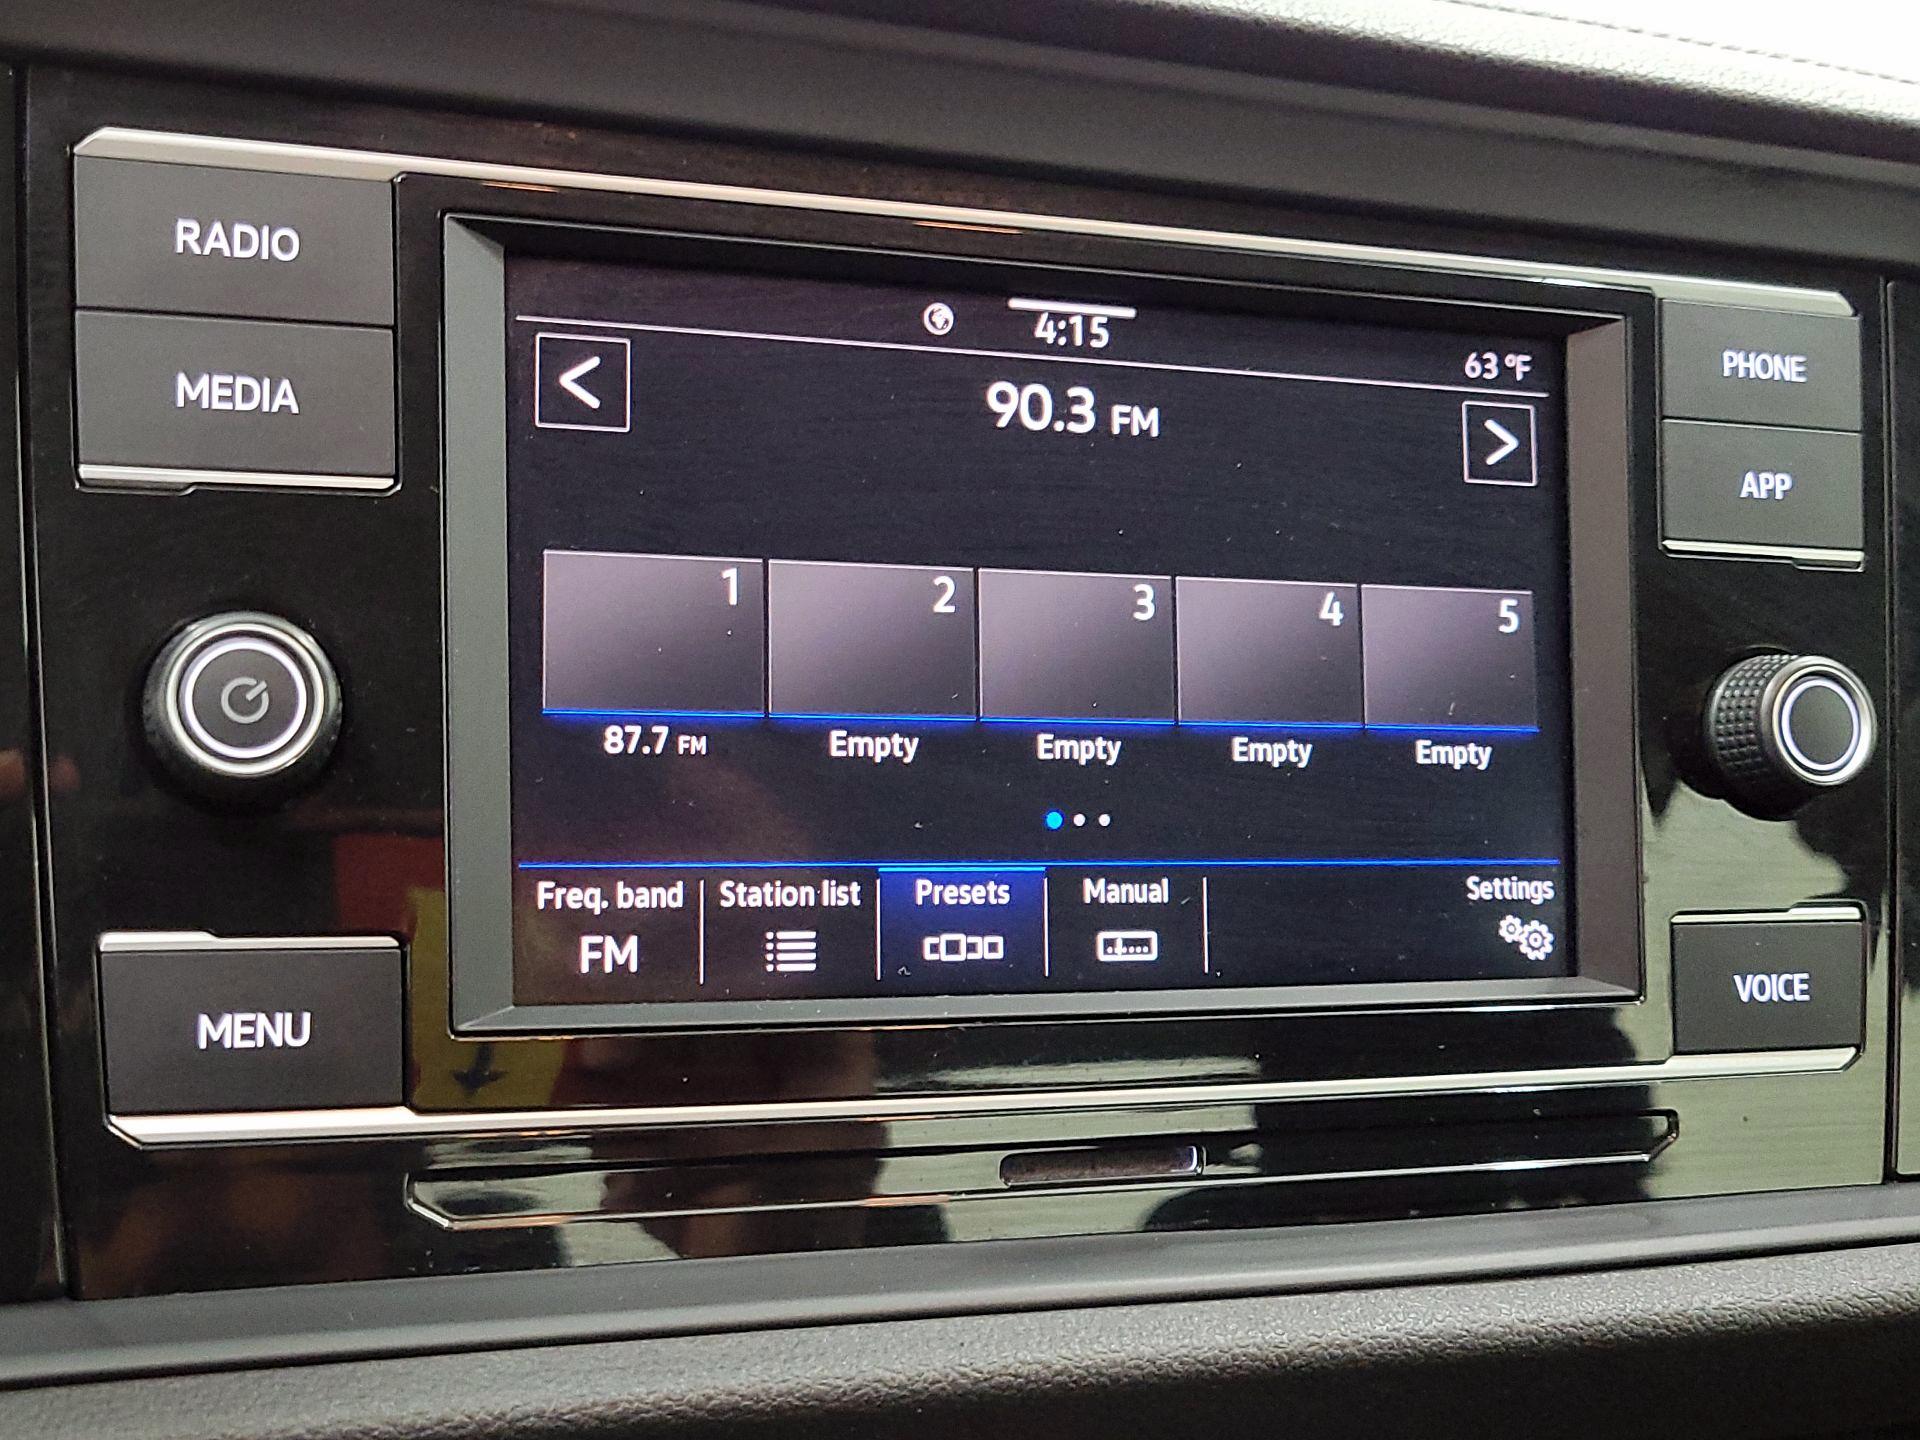 RADIO
MEDIA
MENU
4:15
63 °F
<
90.3 FM
>
1
2
3
4
5
87.7 FM
Empty
Empty
Empty
Empty
Freq. band
FM
Station list
Presets
Manual
Settings
PHONE
APP
VOICE